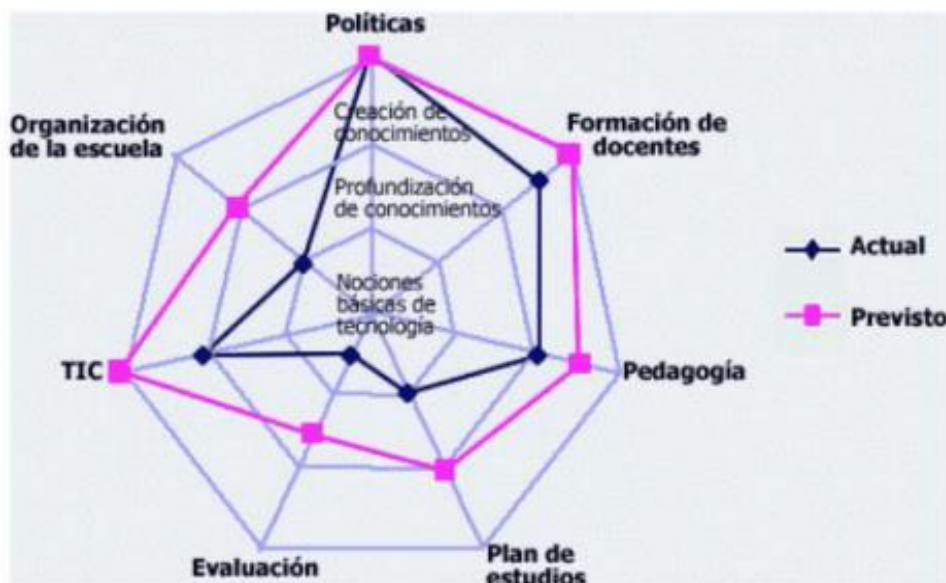 Políticas
Creación de
conocimientos
Organización
de la escuela
Formación de
docentes
Profundización
de conocimientos
Actual
Nociones
básicas de
tecnología
Previsto
TIC
Pedagogía
Evaluación
Plan de
estudios